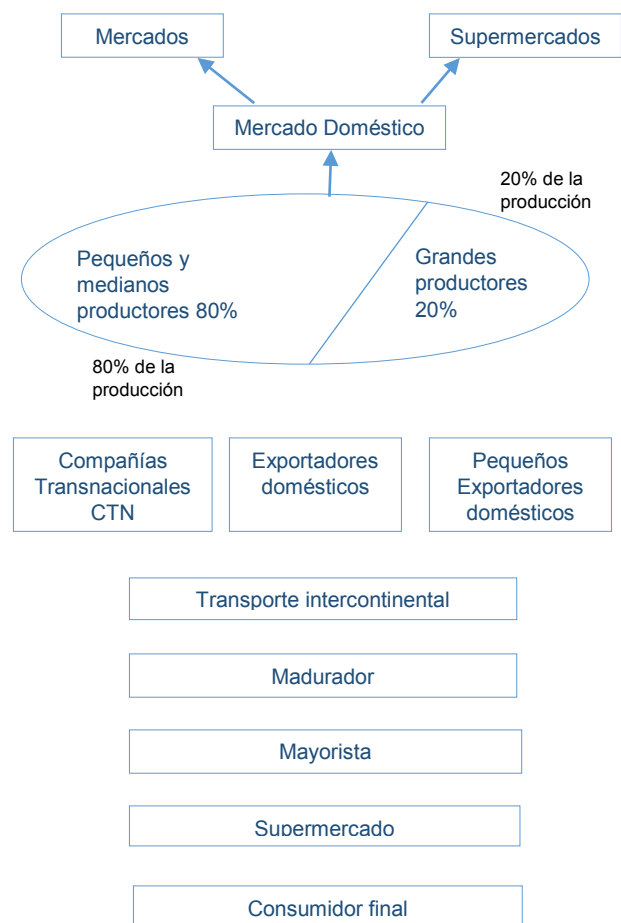 Mercados
Supermercados
Mercado Doméstico
20% de la
producción
Pequeños y
medianos
productores 80%
Grandes
productores
20%
80% de la
producción
Compañías
Transnacionales
CTN
Exportadores
domésticos
Pequeños
Exportadores
domésticos
Transporte intercontinental
Madurador
Mayorista
Supermercado
Consumidor final